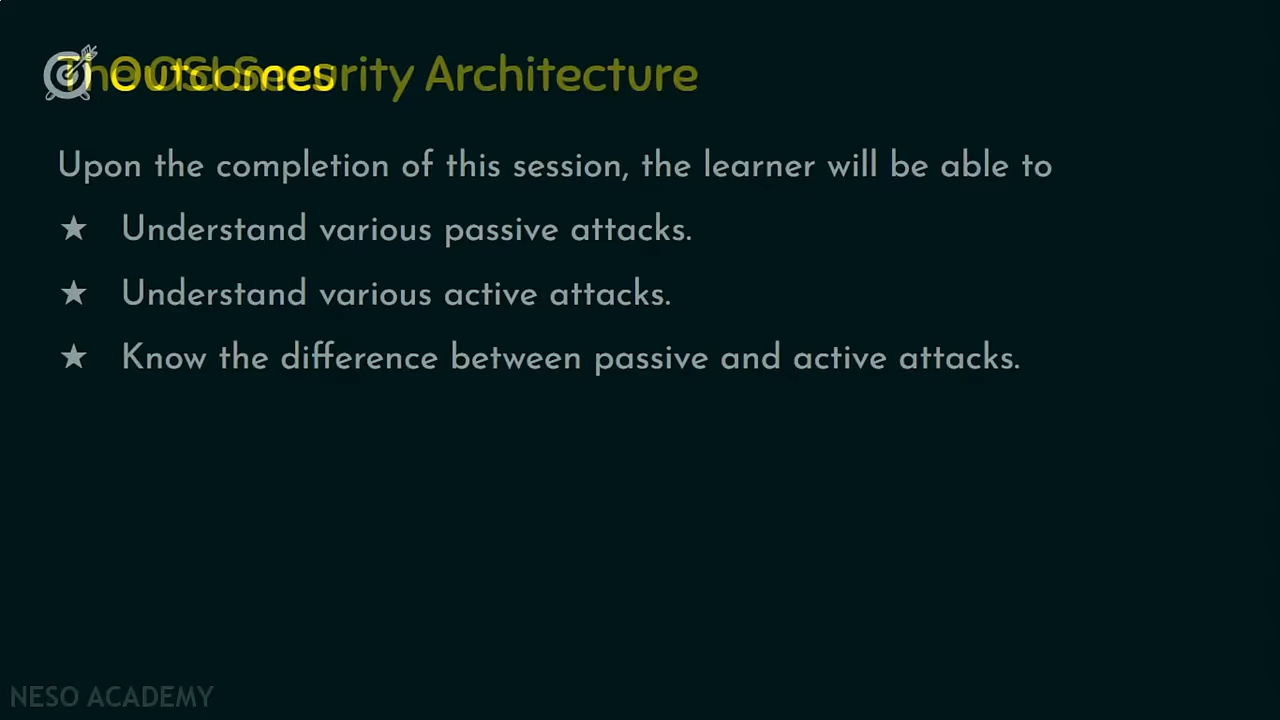 Outcomes
The OSI Security Architecture
Upon the completion of this session, the learner will be able to
★ Understand various passive attacks.
★ Understand various active attacks.
★ Know the difference between passive and active attacks.
NESO ACADEMY